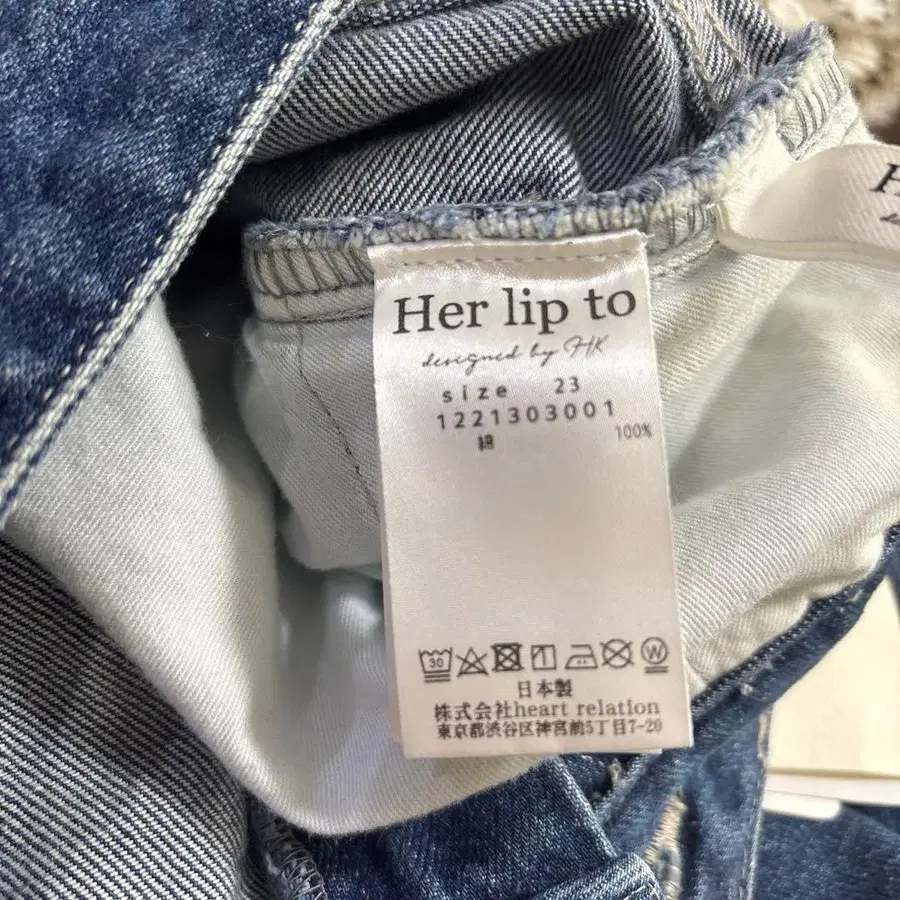 Her lip to
designed by HK
size 23
1221303001
綿 100%
30
W
日本製
株式会社heart relation
東京都渋谷区神宮前5丁目7-20
H